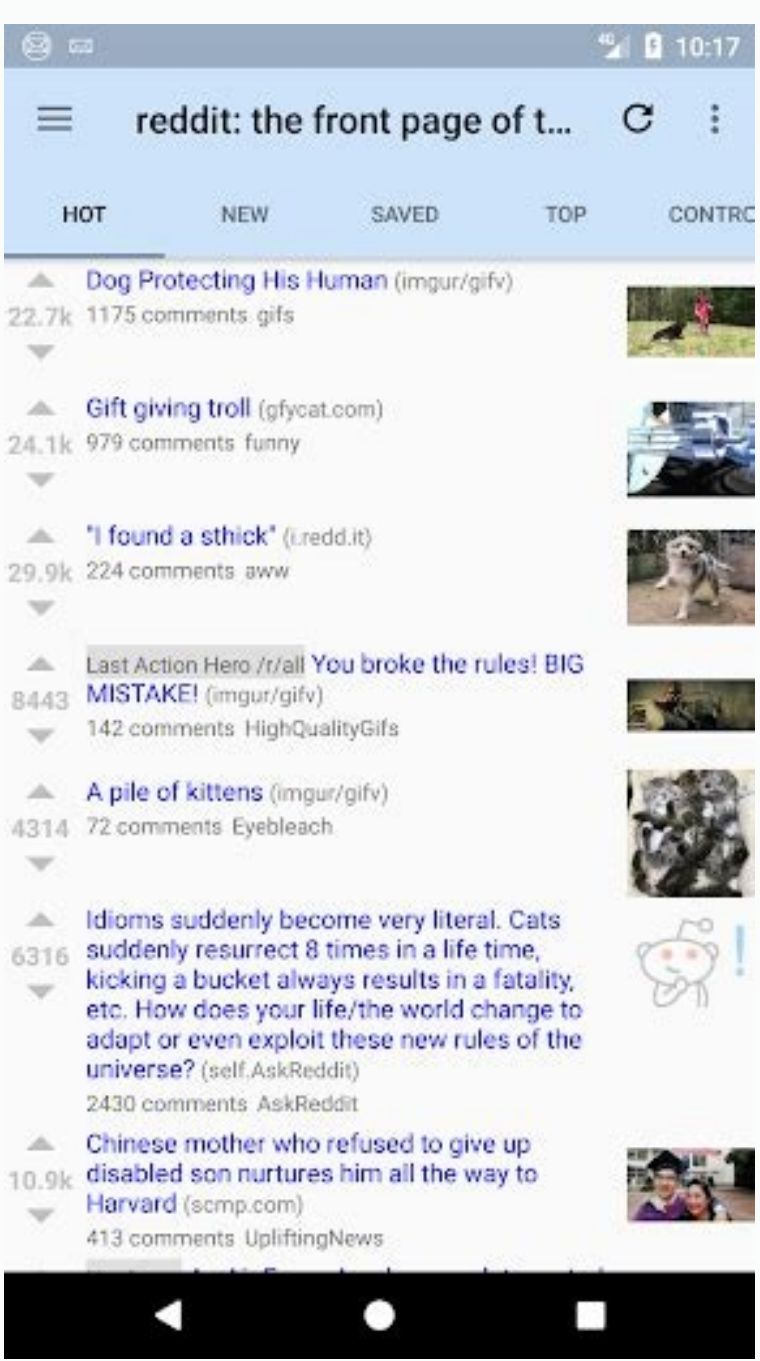 4G 10:17
reddit: the front page of t...
HOT NEW SAVED TOP CONTRO
Dog Protecting His Human (imgur/gifv)
22.7k 1175 comments gifs
Gift giving troll (gfycat.com)
24.1k 979 comments funny
"I found a sthick" (i.redd.it)
29.9k 224 comments aww
Last Action Hero /r/all You broke the rules! BIG
8443 MISTAKE! (imgur/gifv)
142 comments HighQualityGifs
A pile of kittens (imgur/gifv)
4314 72 comments Eyebleach
Idioms suddenly become very literal. Cats
6316 suddenly resurrect 8 times in a life time,
kicking a bucket always results in a fatality,
etc. How does your life/the world change to
adapt or even exploit these new rules of the
universe? (self.AskReddit)
2430 comments AskReddit
Chinese mother who refused to give up
10.9k disabled son nurtures him all the way to
Harvard (scmp.com)
413 comments UpliftingNews